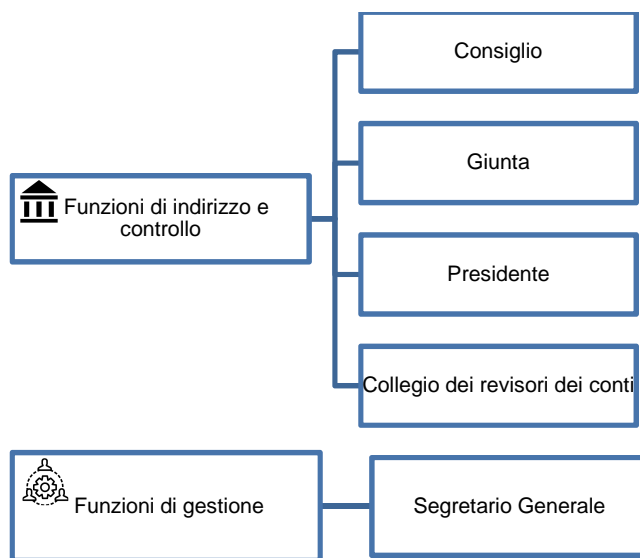 Consiglio
Giunta
Funzioni di indirizzo e
controllo
Presidente
Collegio dei revisori dei conti
Funzioni di gestione
Segretario Generale